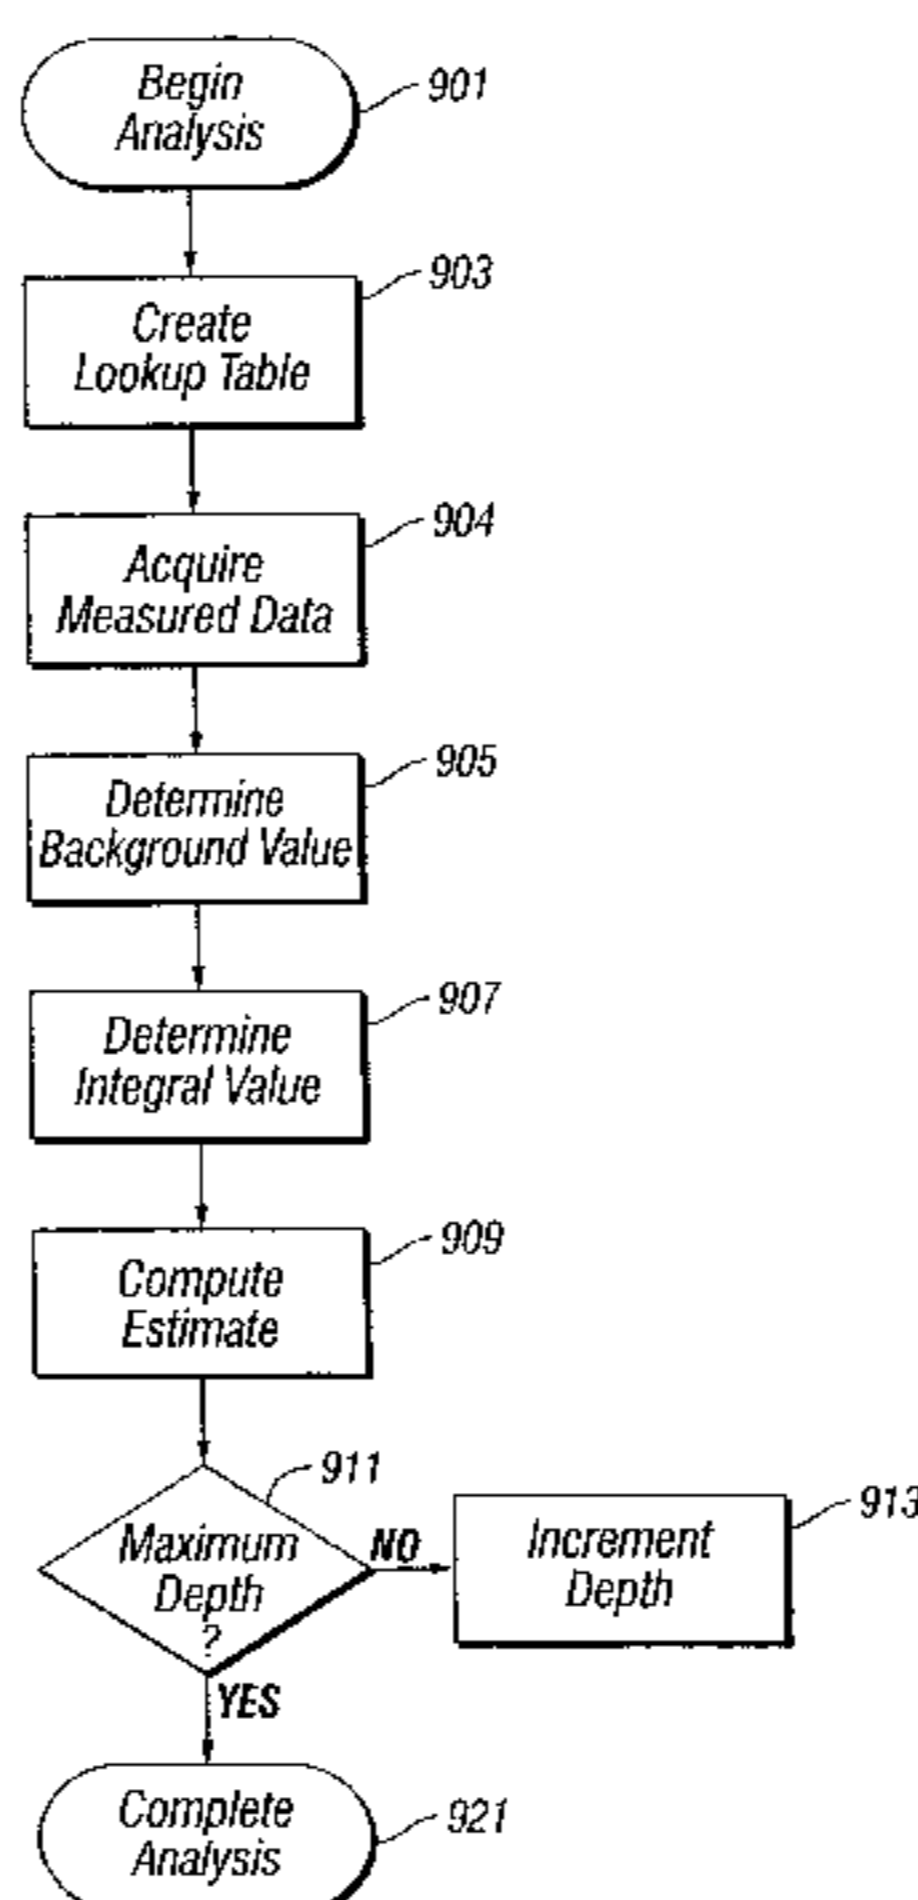 Begin
Analysis
901
Create
Lookup Table
903
Acquire
Measured Data
904
Determine
Background Value
905
Determine
Integral Value
907
Compute
Estimate
909
Maximum
Depth
?
911
NO
Increment
Depth
913
YES
Complete
Analysis
921